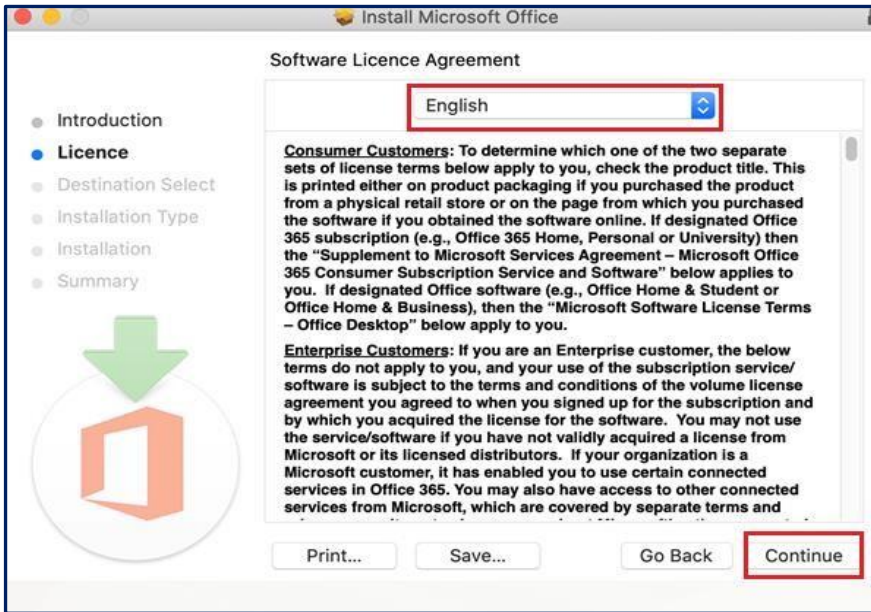 Install Microsoft Office
Software Licence Agreement
English
Introduction
Licence
Destination Select
Installation Type
Installation
Summary
Consumer Customers: To determine which one of the two separate
sets of license terms below apply to you, check the product title. This
is printed either on product packaging if you purchased the product
from a physical retail store or on the page from which you purchased
the software if you obtained the software online. If designated Office
365 subscription (e.g., Office 365 Home, Personal or University) then
the “Supplement to Microsoft Services Agreement – Microsoft Office
365 Consumer Subscription Service and Software” below applies to
you. If designated Office software (e.g., Office Home & Student or
Office Home & Business), then the “Microsoft Software License Terms
– Office Desktop” below apply to you.
Enterprise Customers: If you are an Enterprise customer, the below
terms do not apply to you, and your use of the subscription service/
software is subject to the terms and conditions of the volume license
agreement you agreed to when you signed up for the subscription and
by which you acquired the license for the software. You may not use
the service/software if you have not validly acquired a license from
Microsoft or its licensed distributors. If your organization is a
Microsoft customer, it has enabled you to use certain connected
services in Office 365. You may also have access to other connected
services from Microsoft, which are covered by separate terms and
Print...
Save...
Go Back
Continue